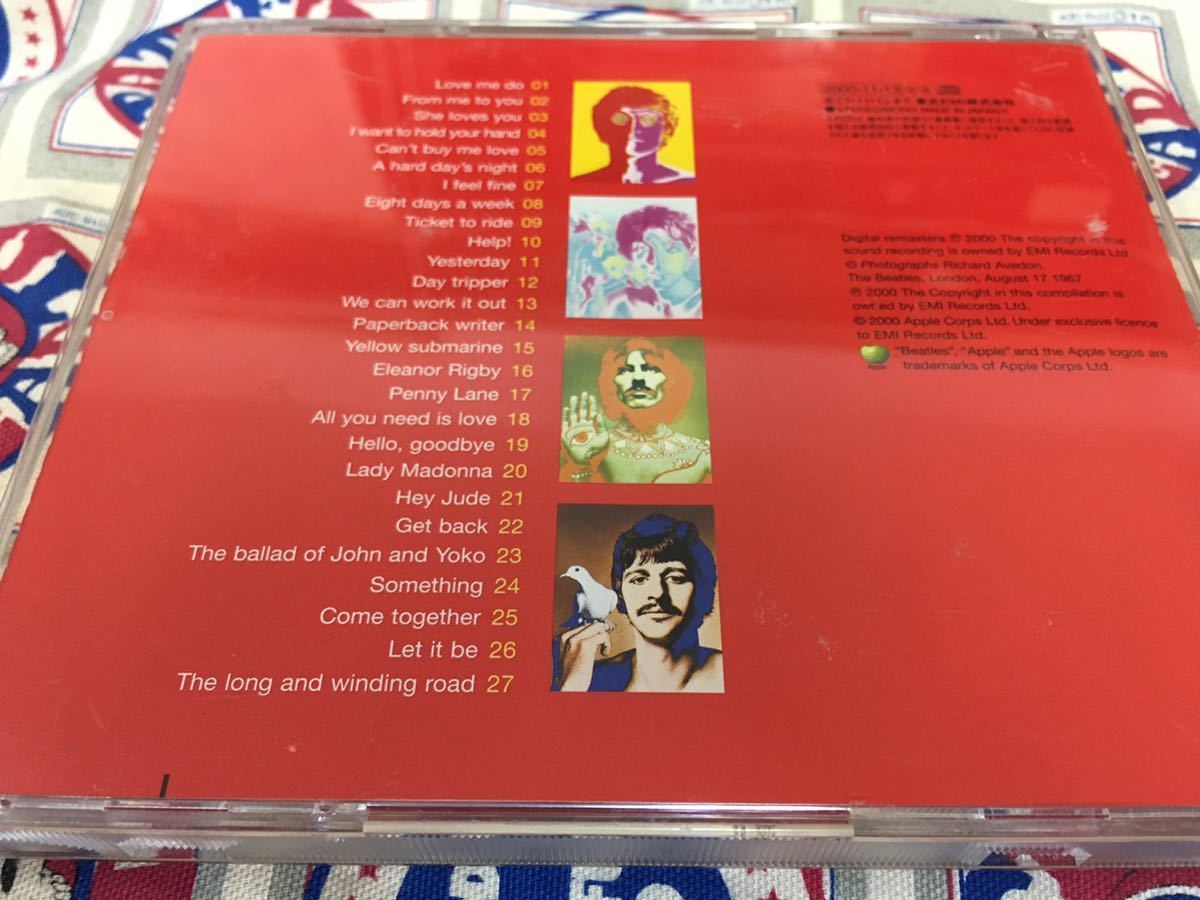 Love me do 01
From me to you 02
She loves you 03
I want to hold your hand 04
Can't buy me love 05
A hard day's night 06
I feel fine 07
Eight days a week 08
Ticket to ride 09
Help! 10
Yesterday 11
Day tripper 12
We can work it out 13
Paperback writer 14
Yellow submarine 15
Eleanor Rigby 16
Penny Lane 17
All you need is love 18
Hello, goodbye 19
Lady Madonna 20
Hey Jude 21
Get back 22
The ballad of John and Yoko 23
Something 24
Come together 25
Let it be 26
The long and winding road 27
Digital remasters ℗ 2000 The copyright in this
sound recording is owned by EMI Records Ltd.
© Photographs Richard Avedon.
The Beatles, London, August 17 1967
℗ 2000 The Copyright in this compilation is
owned by EMI Records Ltd.
© 2000 Apple Corps Ltd. Under exclusive licence
to EMI Records Ltd.
"Beatles", "Apple" and the Apple logos are
trademarks of Apple Corps Ltd.
Apple